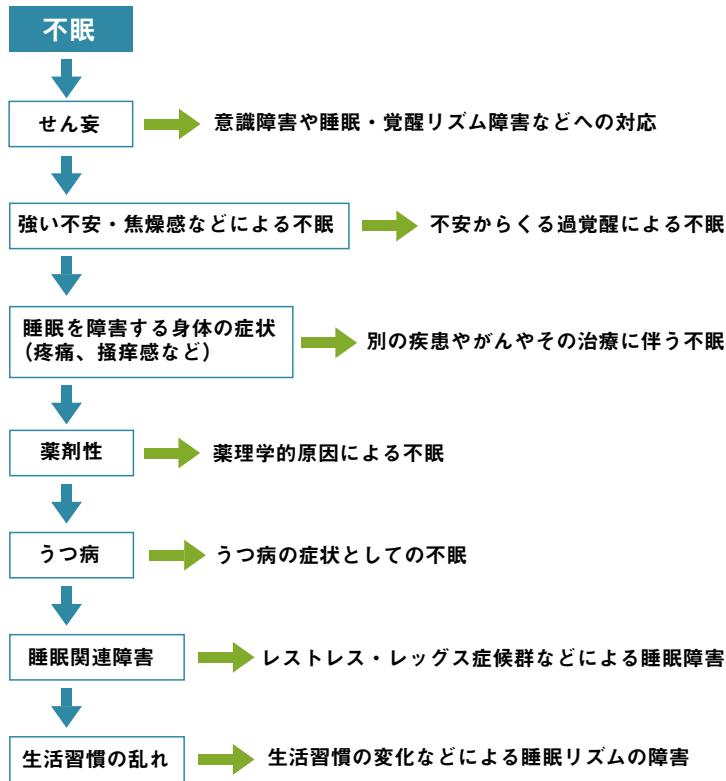 不眠
せん妄
意識障害や睡眠・覚醒リズム障害などへの対応
強い不安・焦燥感などによる不眠
不安からくる過覚醒による不眠
睡眠を障害する身体の症状
(疼痛、掻痒感など)
別の疾患やがんやその治療に伴う不眠
薬剤性
薬理学的原因による不眠
うつ病
うつ病の症状としての不眠
睡眠関連障害
レストレス・レッグス症候群などによる睡眠障害
生活習慣の乱れ
生活習慣の変化などによる睡眠リズムの障害